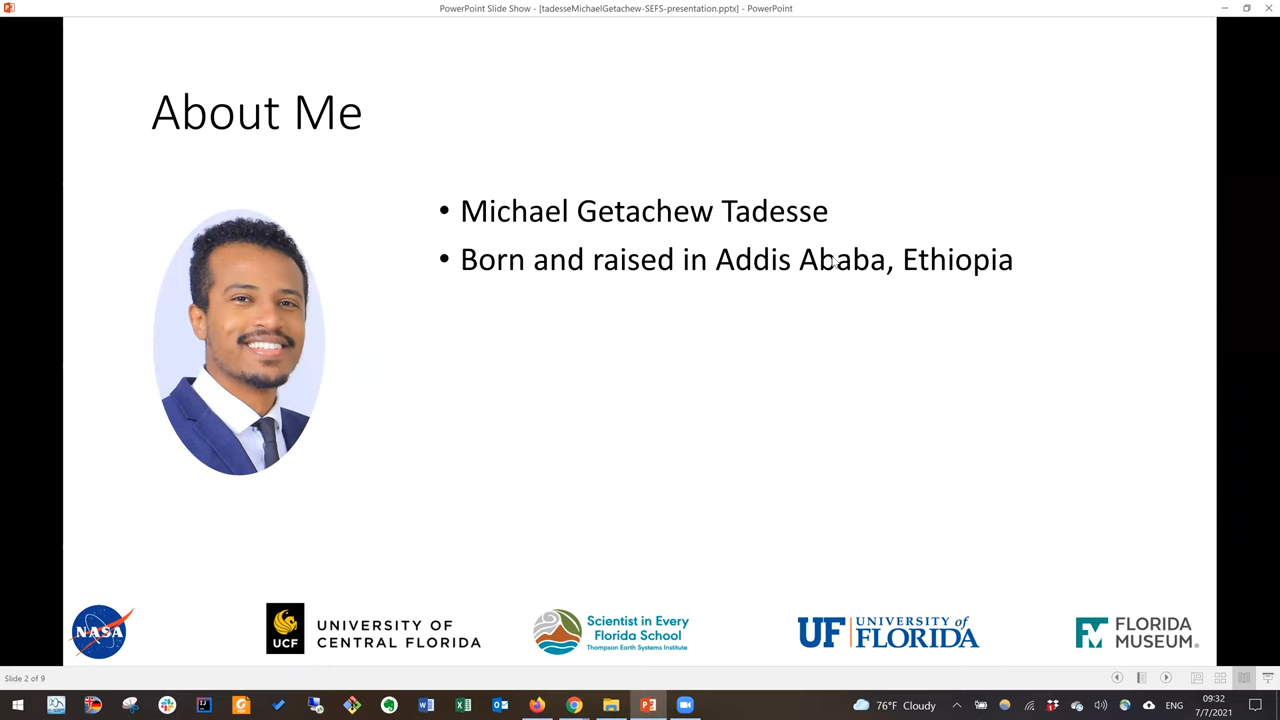 PowerPoint Slide Show - [tadesseMichaelGetachew-SEFS-presentation.pptx] - PowerPoint
About Me
• Michael Getachew Tadesse
• Born and raised in Addis Ababa, Ethiopia
NASA
UCF
UNIVERSITY OF
CENTRAL FLORIDA
Scientist in Every
Florida School
Thompson Earth Systems Institute
UF UNIVERSITY of
FLORIDA
FM
FLORIDA
MUSEUM®
Slide 2 of 9
76°F Cloudy
ENG
09:32
7/7/2021